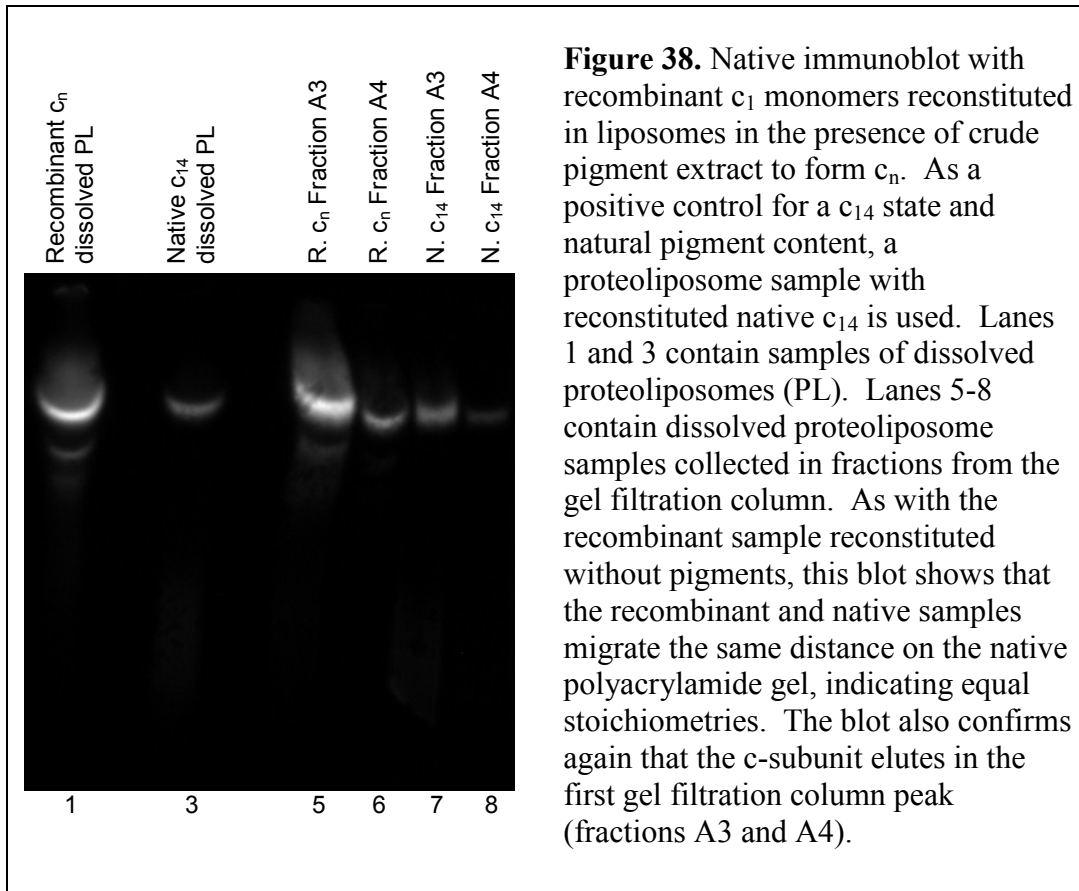 Recombinant cₙ
dissolved PL
Native c₁₄
dissolved PL
R. cₙ Fraction A3
R. cₙ Fraction A4
N. c₁₄ Fraction A3
N. c₁₄ Fraction A4
1
3
5
6
7
8
Figure 38. Native immunoblot with
recombinant c₁ monomers reconstituted
in liposomes in the presence of crude
pigment extract to form cₙ. As a
positive control for a c₁₄ state and
natural pigment content, a
proteoliposome sample with
reconstituted native c₁₄ is used. Lanes
1 and 3 contain samples of dissolved
proteoliposomes (PL). Lanes 5-8
contain dissolved proteoliposome
samples collected in fractions from the
gel filtration column. As with the
recombinant sample reconstituted
without pigments, this blot shows that
the recombinant and native samples
migrate the same distance on the native
polyacrylamide gel, indicating equal
stoichiometries. The blot also confirms
again that the c-subunit elutes in the
first gel filtration column peak
(fractions A3 and A4).